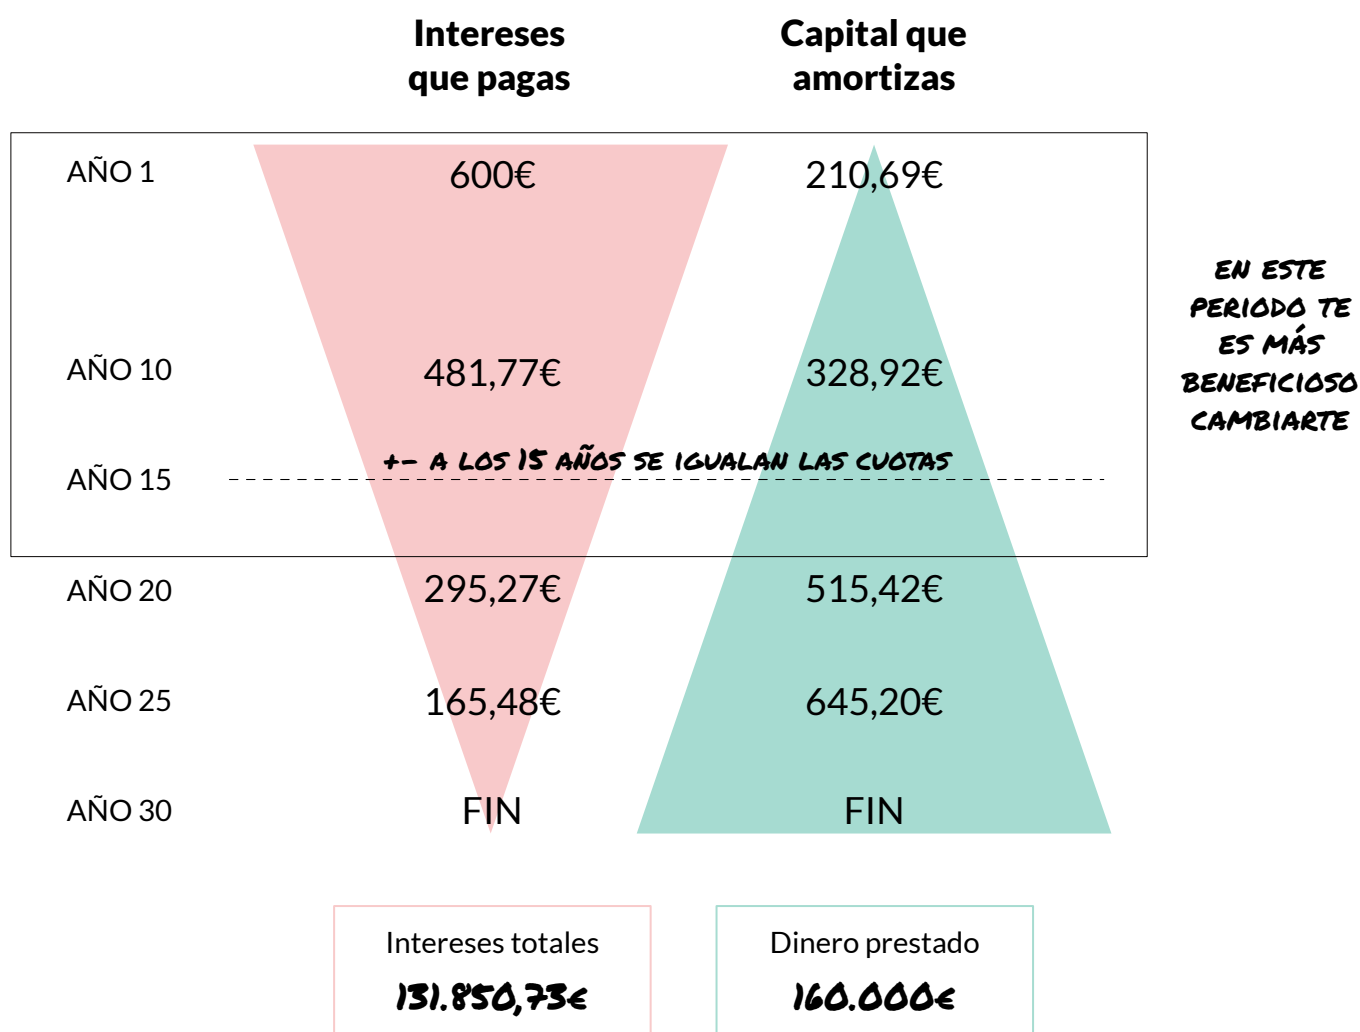 Intereses
que pagas
Capital que
amortizas
AÑO 1
600€
210,69€
AÑO 10
481,77€
328,92€
+- A LOS 15 AÑOS SE IGUALAN LAS CUOTAS
AÑO 15
EN ESTE
PERIODO TE
ES MÁS
BENEFICIOSO
CAMBIARTE
AÑO 20
295,27€
515,42€
AÑO 25
165,48€
645,20€
AÑO 30
FIN
FIN
Intereses totales
131.850,73€
Dinero prestado
160.000€